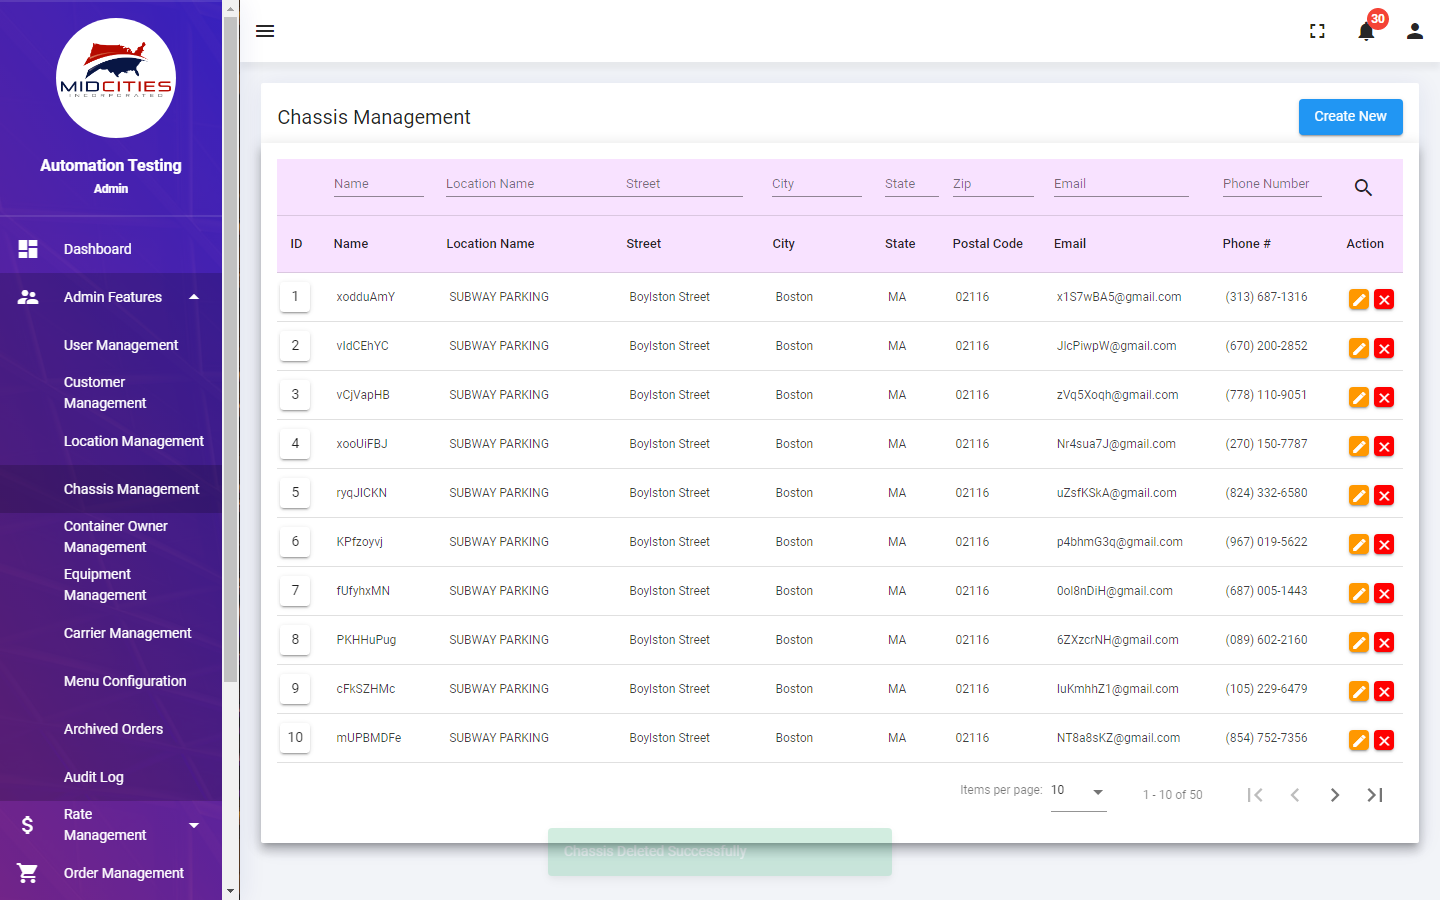 MIDCITIES
INCORPORATED
Automation Testing
Admin
Dashboard
Admin Features
User Management
Customer
Management
Location Management
Chassis Management
Container Owner
Management
Equipment
Management
Carrier Management
Menu Configuration
Archived Orders
Audit Log
Rate
Management
Order Management
30
Chassis Management
Create New
Name Location Name Street City State Zip Email Phone Number
ID Name Location Name Street City State Postal Code Email Phone # Action
1 xodduAmY SUBWAY PARKING Boylston Street Boston MA 02116 x1S7wBA5@gmail.com (313) 687-1316
2 vIdCEhYC SUBWAY PARKING Boylston Street Boston MA 02116 JIcPiwpW@gmail.com (670) 200-2852
3 vCjVapHB SUBWAY PARKING Boylston Street Boston MA 02116 zVq5Xoqh@gmail.com (778) 110-9051
4 xooUiFBJ SUBWAY PARKING Boylston Street Boston MA 02116 Nr4sua7J@gmail.com (270) 150-7787
5 ryqJICKN SUBWAY PARKING Boylston Street Boston MA 02116 uZsfKSkA@gmail.com (824) 332-6580
6 KPfzoyvj SUBWAY PARKING Boylston Street Boston MA 02116 p4bhmG3q@gmail.com (967) 019-5622
7 fUfyhxMN SUBWAY PARKING Boylston Street Boston MA 02116 0oI8nDiH@gmail.com (687) 005-1443
8 PKHHuPug SUBWAY PARKING Boylston Street Boston MA 02116 6ZXzcrNH@gmail.com (089) 602-2160
9 cFkSZHMc SUBWAY PARKING Boylston Street Boston MA 02116 IuKmhhZ1@gmail.com (105) 229-6479
10 mUPBMDFe SUBWAY PARKING Boylston Street Boston MA 02116 NT8a8sKZ@gmail.com (854) 752-7356
Items per page: 10 1 - 10 of 50
Chassis Deleted Successfully